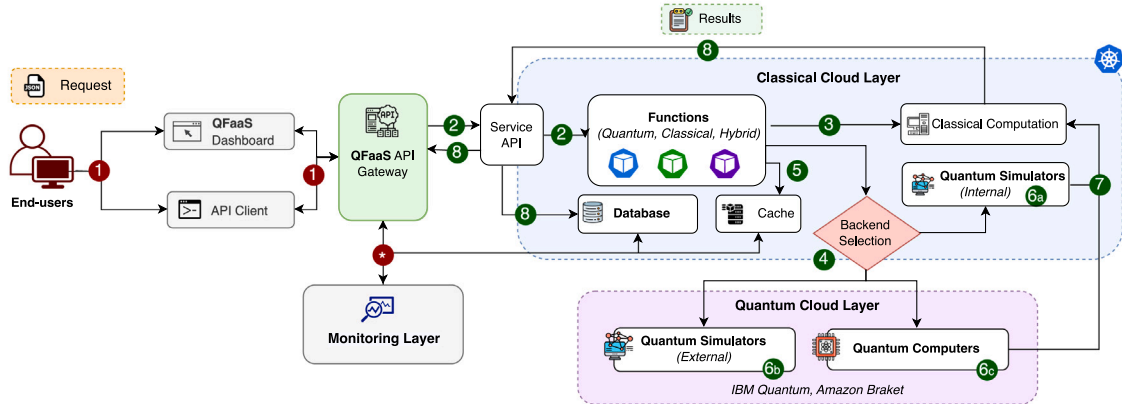 Results
8
Classical Cloud Layer
JSON
Request
QFaaS
Dashboard
API
QFaaS API
Gateway
2
8
Service
API
2
Functions
(Quantum, Classical, Hybrid)
3
Classical Computation
1
1
End-users
API Client
5
Quantum Simulators
(Internal)
6a
7
8
Database
Cache
Backend
Selection
4
*
Monitoring Layer
Quantum Cloud Layer
Quantum Simulators
(External)
6b
Quantum Computers
6c
IBM Quantum, Amazon Braket